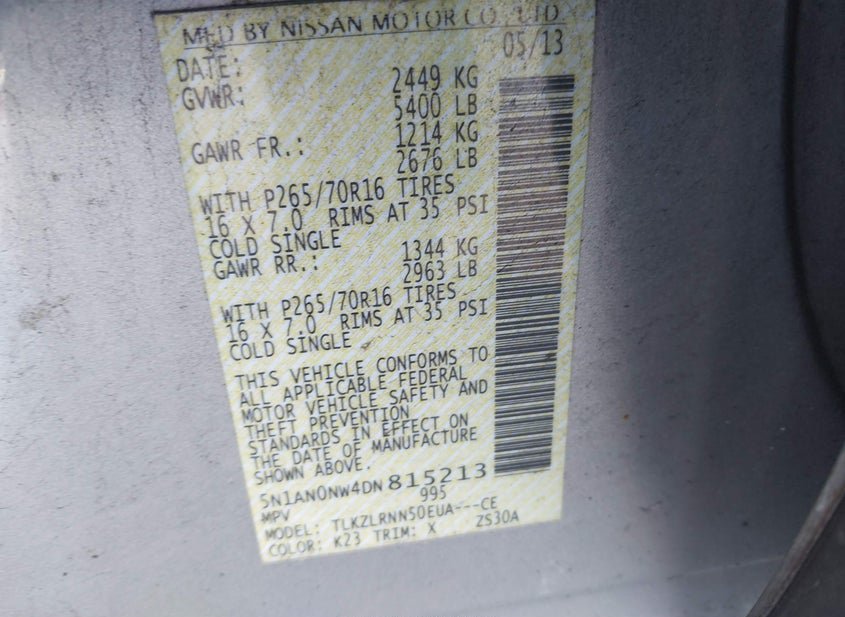 MFD BY NISSAN MOTOR CO., LTD.
DATE: 05/13
GVWR: 2449 KG
5400 LB
GAWR FR.: 1214 KG
2676 LB
WITH P265/70R16 TIRES
16 X 7.0 RIMS AT 35 PSI
COLD SINGLE
GAWR RR.: 1344 KG
2963 LB
WITH P265/70R16 TIRES
16 X 7.0 RIMS AT 35 PSI
COLD SINGLE
THIS VEHICLE CONFORMS TO
ALL APPLICABLE FEDERAL
MOTOR VEHICLE SAFETY AND
THEFT PREVENTION
STANDARDS IN EFFECT ON
THE DATE OF MANUFACTURE
SHOWN ABOVE.
5N1AN0NW4DN815213
MPV 995
MODEL: TLKZLRNN50EUA---CE
COLOR: K23 TRIM: X ZS30A